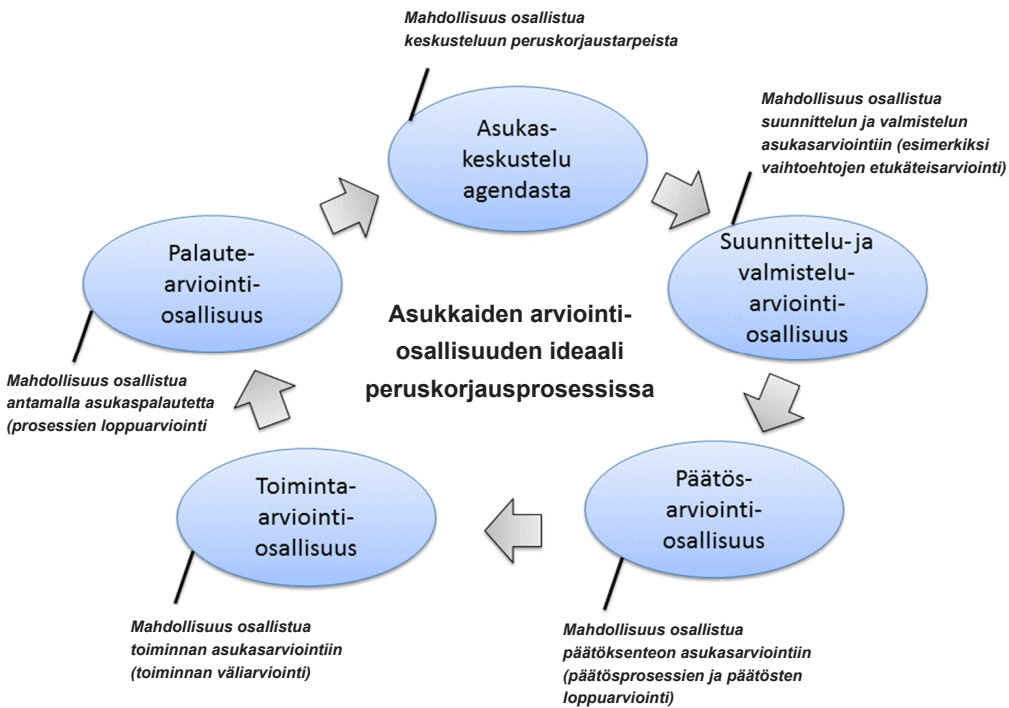 Mahdollisuus osallistua
keskusteluun peruskorjaustarpeista
Asukas-
keskustelu
agendasta
Mahdollisuus osallistua
suunnittelun ja valmistelun
asukasarviointiin (esimerkiksi
vaihtoehtojen etukäteisarviointi)
Suunnittelu- ja
valmistelu-
arviointi-
osallisuus
Palaute-
arviointi-
osallisuus
Asukkaiden arviointi-
osallisuuden ideaali
peruskorjausprosessissa
Mahdollisuus osallistua
antamalla asukaspalautetta
(prosessien loppuarviointi
Päätös-
arviointi-
osallisuus
Toiminta-
arviointi-
osallisuus
Mahdollisuus osallistua
toiminnan asukasarviointiin
(toiminnan väliarviointi)
Mahdollisuus osallistua
päätöksenteon asukasarviointiin
(päätösprosessien ja päätösten
loppuarviointi)